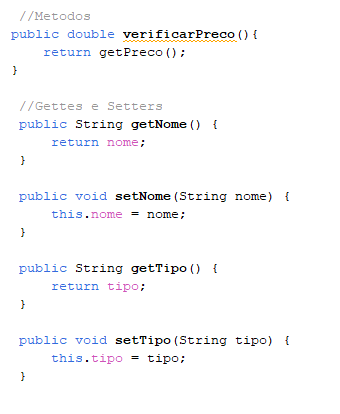 //Metodos
public double verificarPreco(){
return getPreco();
}
//Gettes e Setters
public String getNome() {
return nome;
}
public void setNome(String nome) {
this.nome = nome;
}
public String getTipo() {
return tipo;
}
public void setTipo(String tipo) {
this.tipo = tipo;
}